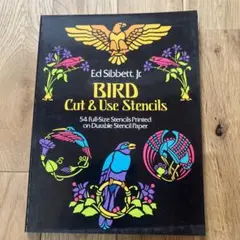 Ed Sibbett, Jr.
BIRD
Cut & Use Stencils
54 Full-Size Stencils Printed
on Durable Stencil Paper